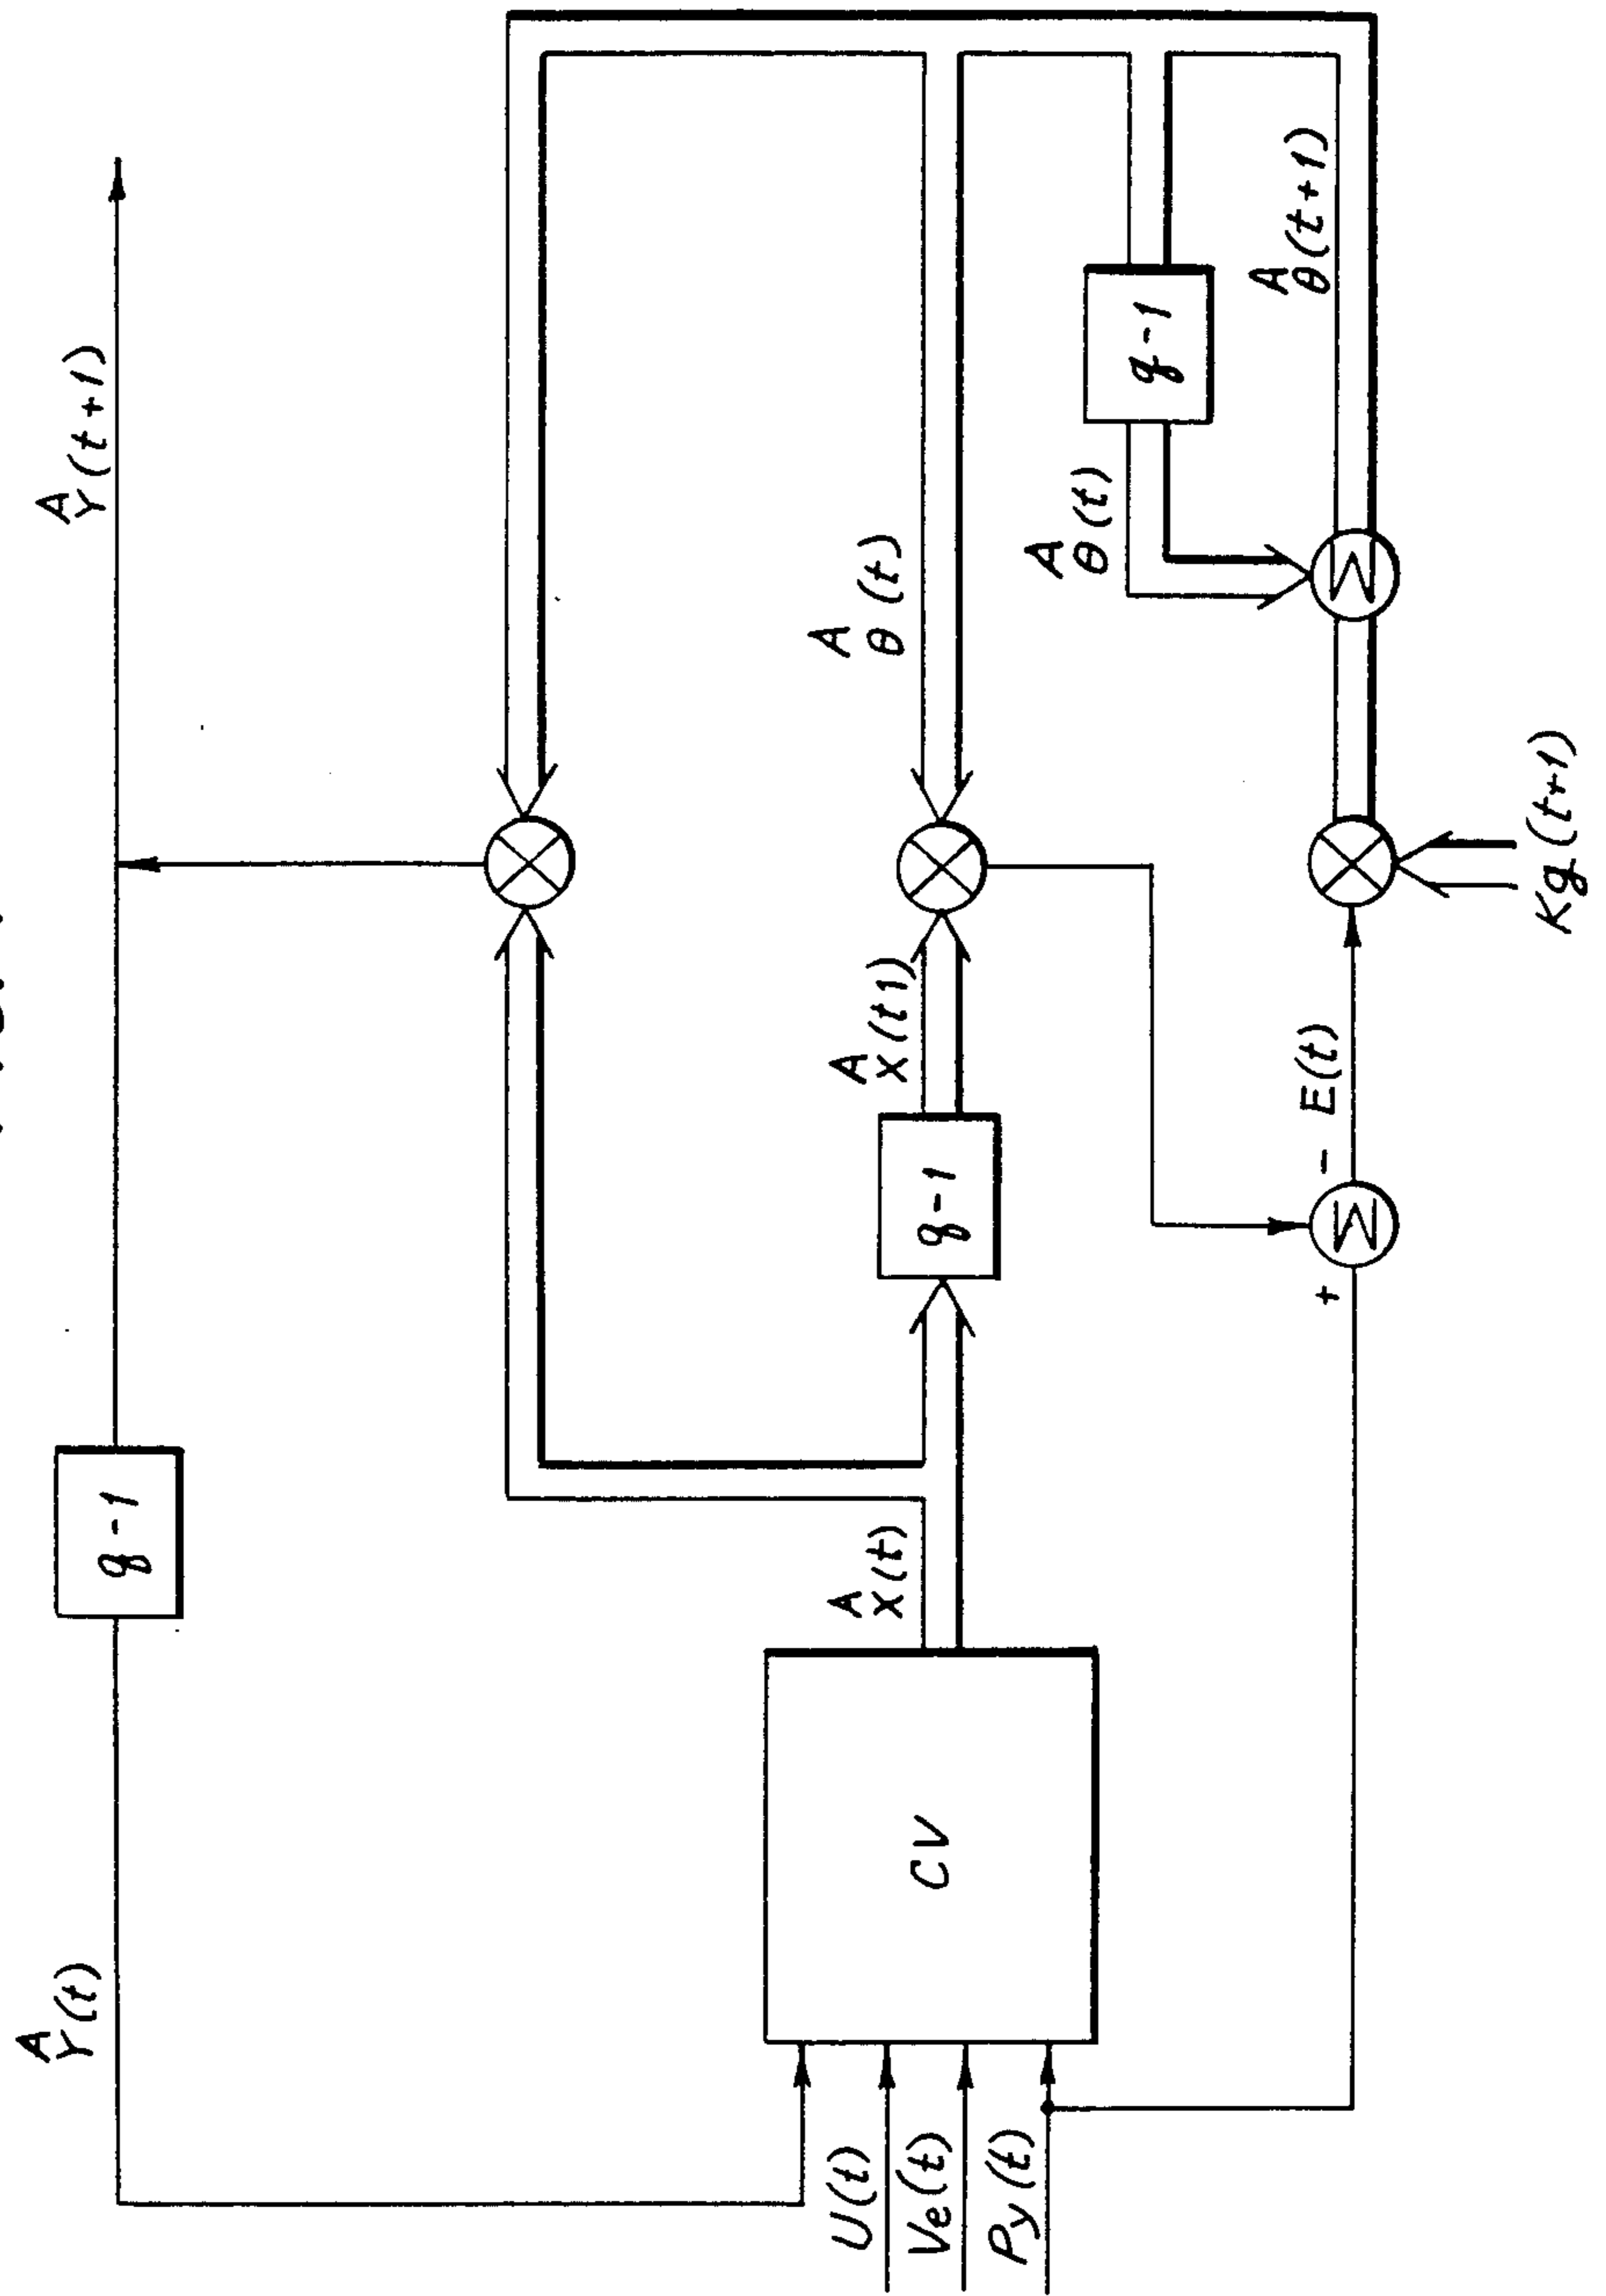 A
Y(t)
q-1
A
Y(t+1)
U(t)
Ve(t)
Py(t)
CV
A
X(t)
q-1
A
X(t1)
A
θ(t)
A
θ(t)
q-1
A
θ(t+1)
+
Σ
-
E(t)
Σ
Kg(t+1)